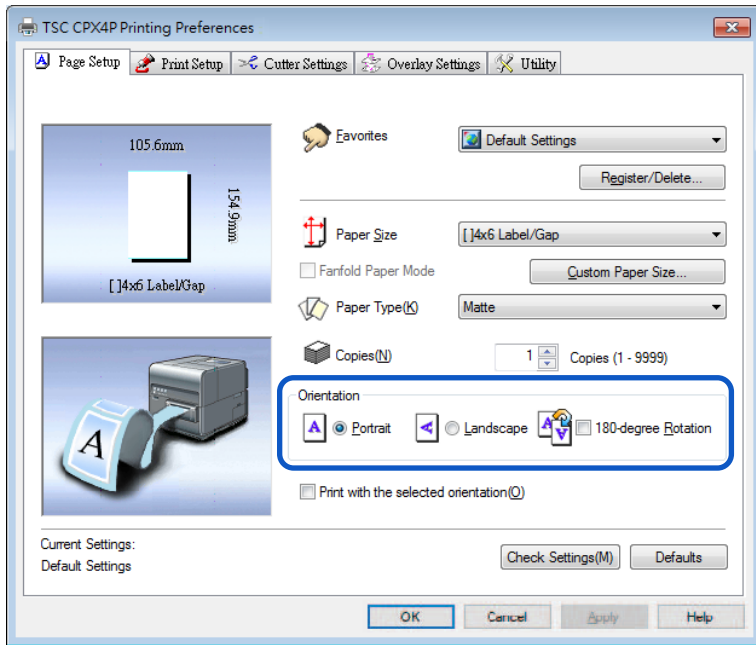 TSC CPX4P Printing Preferences
Page Setup Print Setup Cutter Settings Overlay Settings Utility
105.6mm
154.9mm
[ ]4x6 Label/Gap
Favorites Default Settings
Register/Delete...
Paper Size [ ]4x6 Label/Gap
Fanfold Paper Mode Custom Paper Size...
Paper Type(K) Matte
Copies(N) 1 Copies (1 - 9999)
Orientation
A Portrait A Landscape A A 180-degree Rotation
A
Print with the selected orientation(O)
Current Settings:
Default Settings
Check Settings(M) Defaults
OK Cancel Apply Help